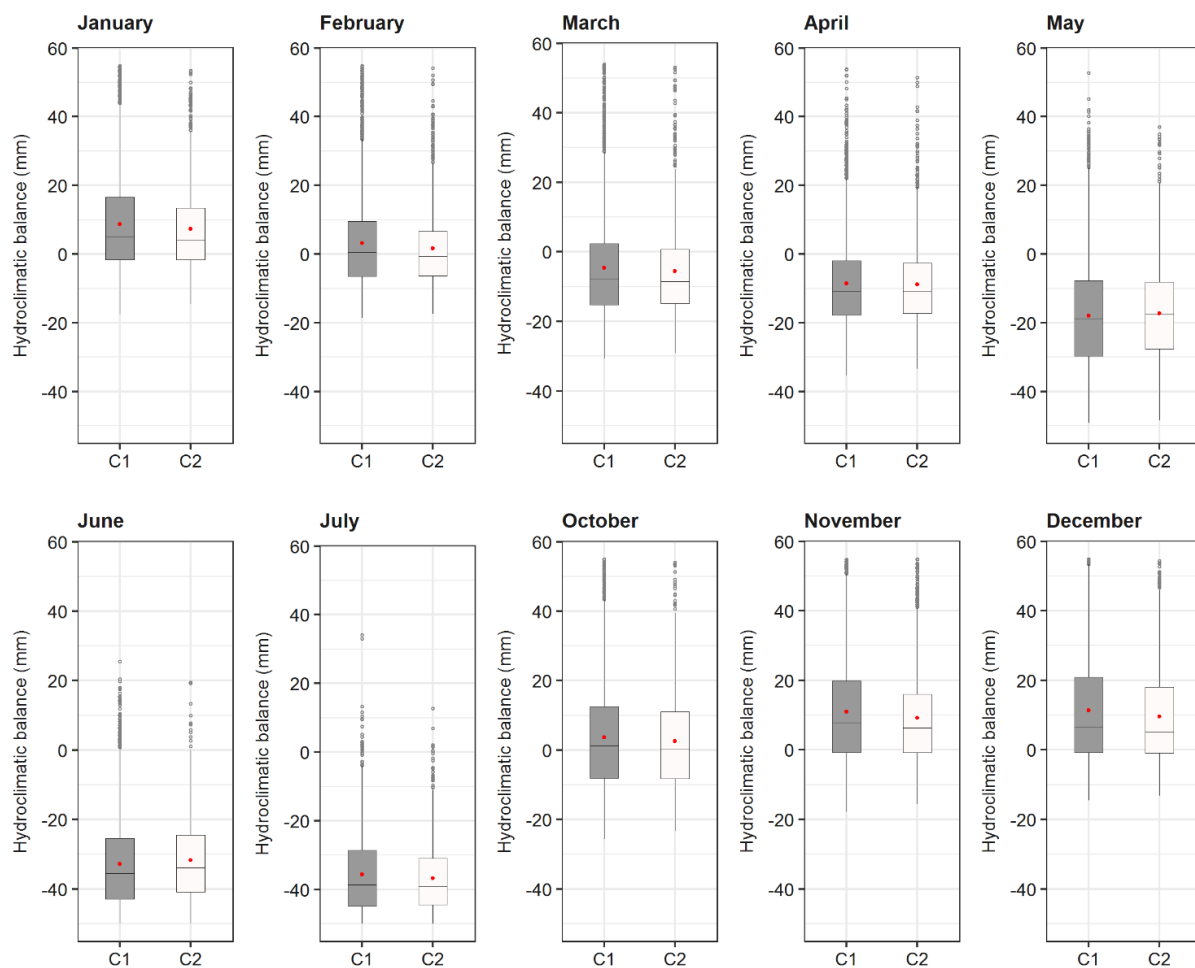 January
February
March
April
May
Hydroclimatic balance (mm)
60
40
20
0
-20
-40
C1
C2
Hydroclimatic balance (mm)
60
40
20
0
-20
-40
C1
C2
Hydroclimatic balance (mm)
60
40
20
0
-20
-40
C1
C2
Hydroclimatic balance (mm)
60
40
20
0
-20
-40
C1
C2
Hydroclimatic balance (mm)
60
40
20
0
-20
-40
C1
C2
June
July
October
November
December
Hydroclimatic balance (mm)
60
40
20
0
-20
-40
C1
C2
Hydroclimatic balance (mm)
60
40
20
0
-20
-40
C1
C2
Hydroclimatic balance (mm)
60
40
20
0
-20
-40
C1
C2
Hydroclimatic balance (mm)
60
40
20
0
-20
-40
C1
C2
Hydroclimatic balance (mm)
60
40
20
0
-20
-40
C1
C2